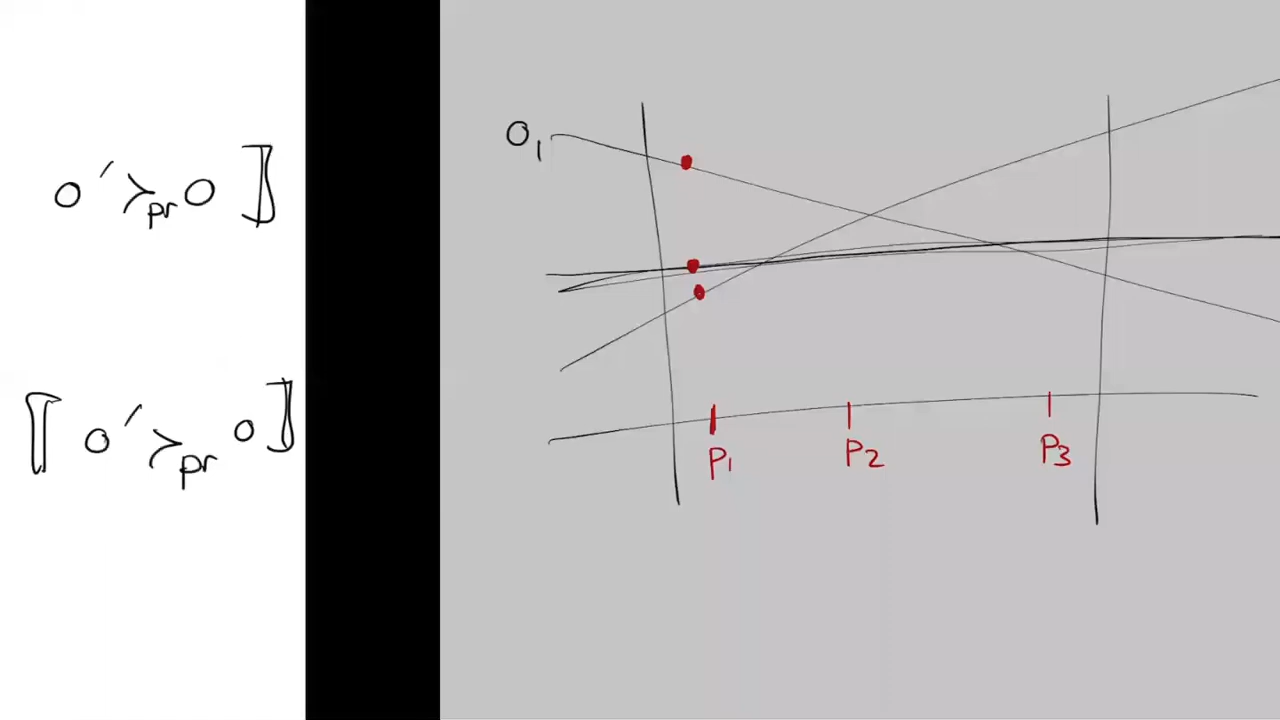 o′ ≻pr o ⟧
⟦ o′ ≻pr o ⟧
O₁
P₁ P₂ P₃